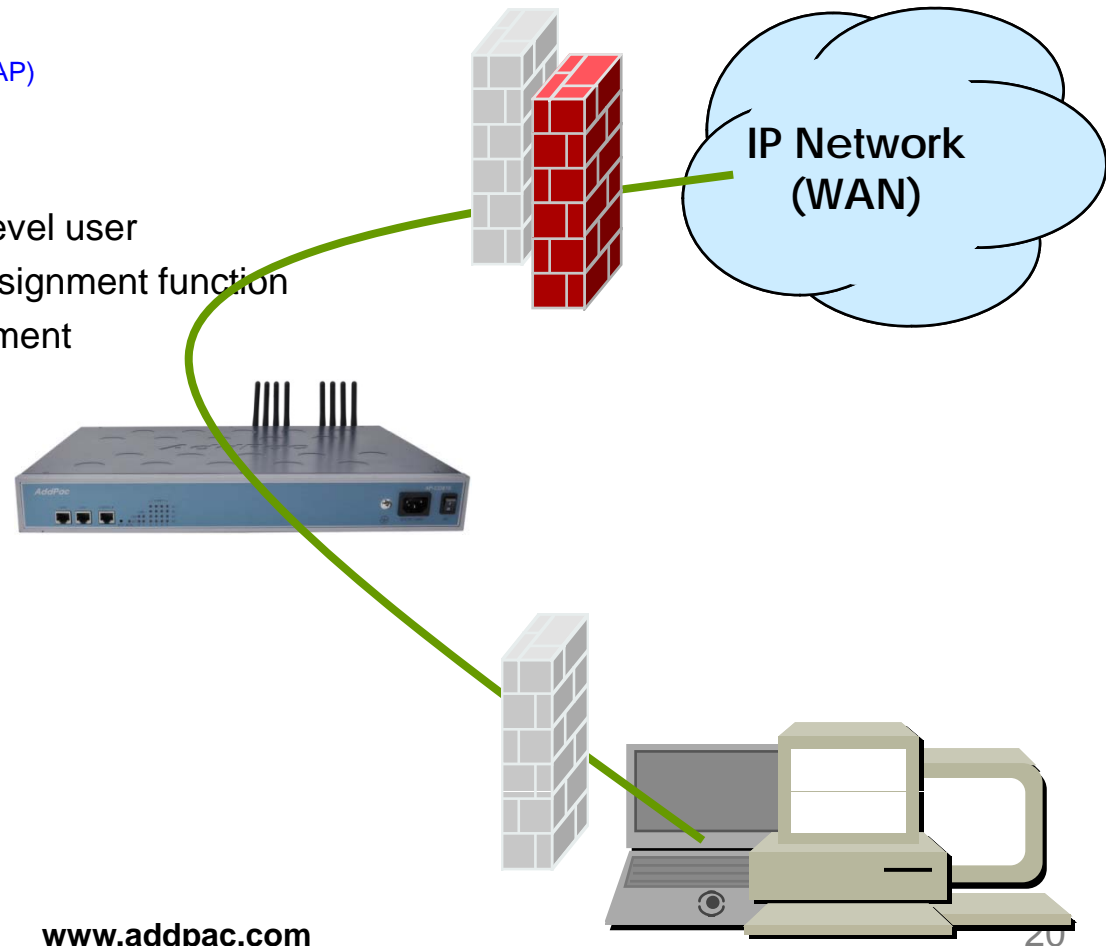 AP)
evel user
signment function
ment
IP Network
(WAN)
AddPac
www.addpac.com
20